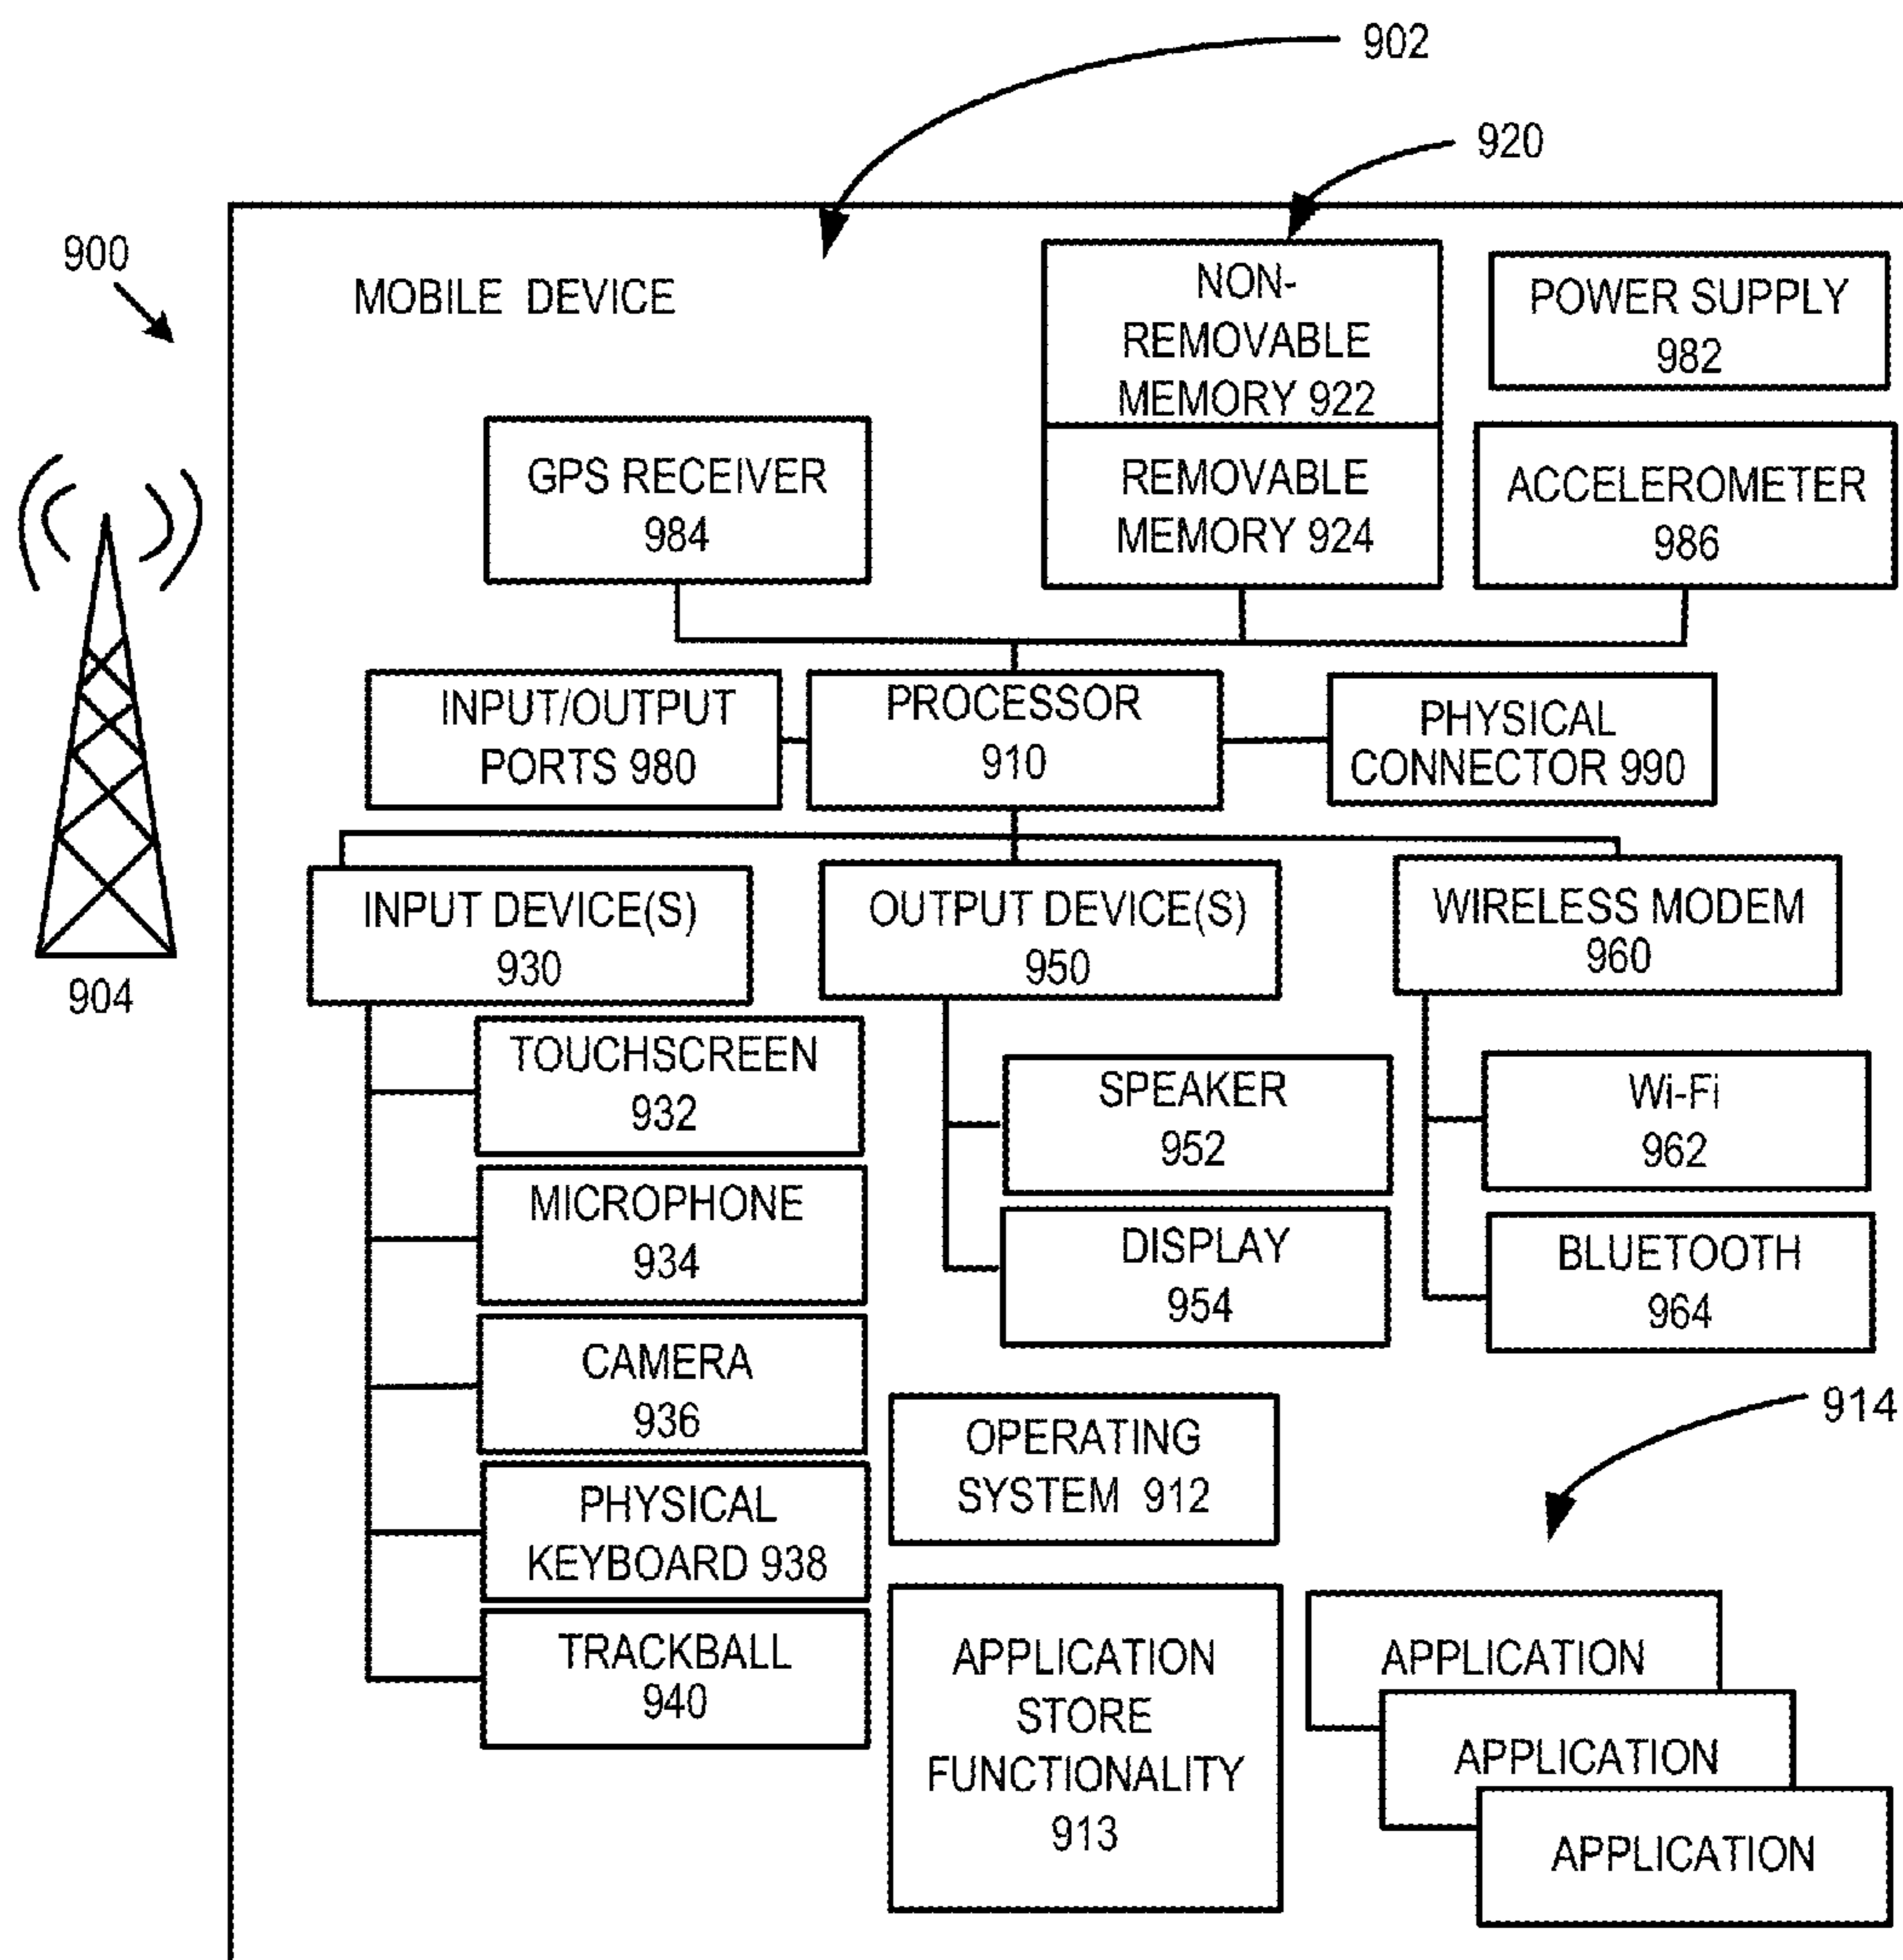 902
920
900
MOBILE DEVICE
NON-
REMOVABLE
MEMORY 922
POWER SUPPLY
982
GPS RECEIVER
984
REMOVABLE
MEMORY 924
ACCELEROMETER
986
INPUT/OUTPUT
PORTS 980
PROCESSOR
910
PHYSICAL
CONNECTOR 990
904
INPUT DEVICE(S)
930
OUTPUT DEVICE(S)
950
WIRELESS MODEM
960
TOUCHSCREEN
932
MICROPHONE
934
CAMERA
936
PHYSICAL
KEYBOARD 938
TRACKBALL
940
SPEAKER
952
DISPLAY
954
Wi-Fi
962
BLUETOOTH
964
OPERATING
SYSTEM 912
914
APPLICATION
STORE
FUNCTIONALITY
913
APPLICATION
APPLICATION
APPLICATION